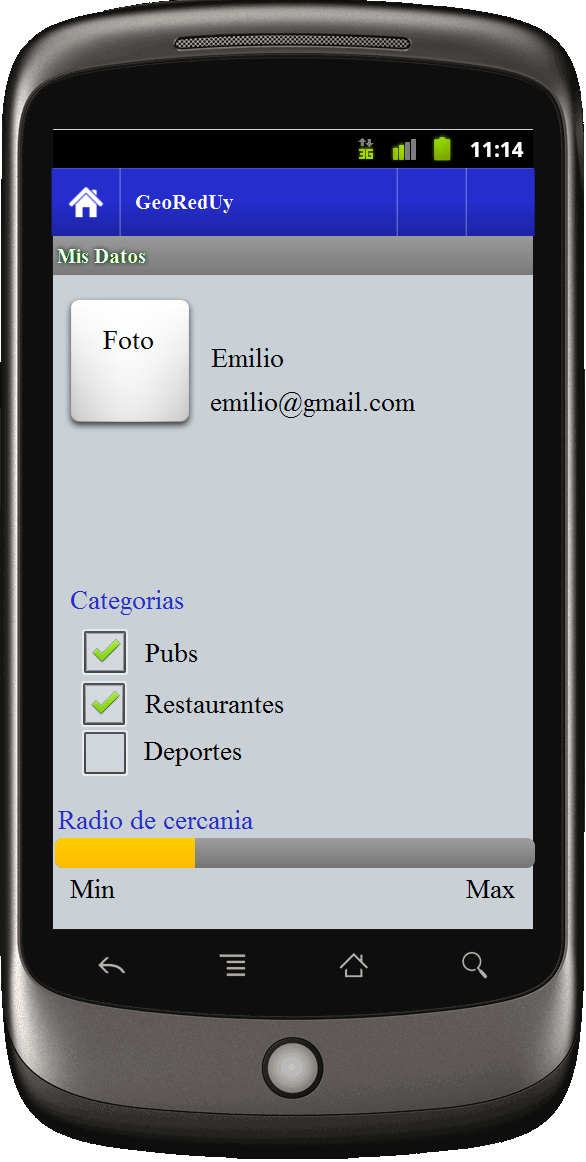 3G 11:14
GeoRedUy
Mis Datos
Foto
Emilio
emilio@gmail.com
Categorias
Pubs
Restaurantes
Deportes
Radio de cercania
Min Max